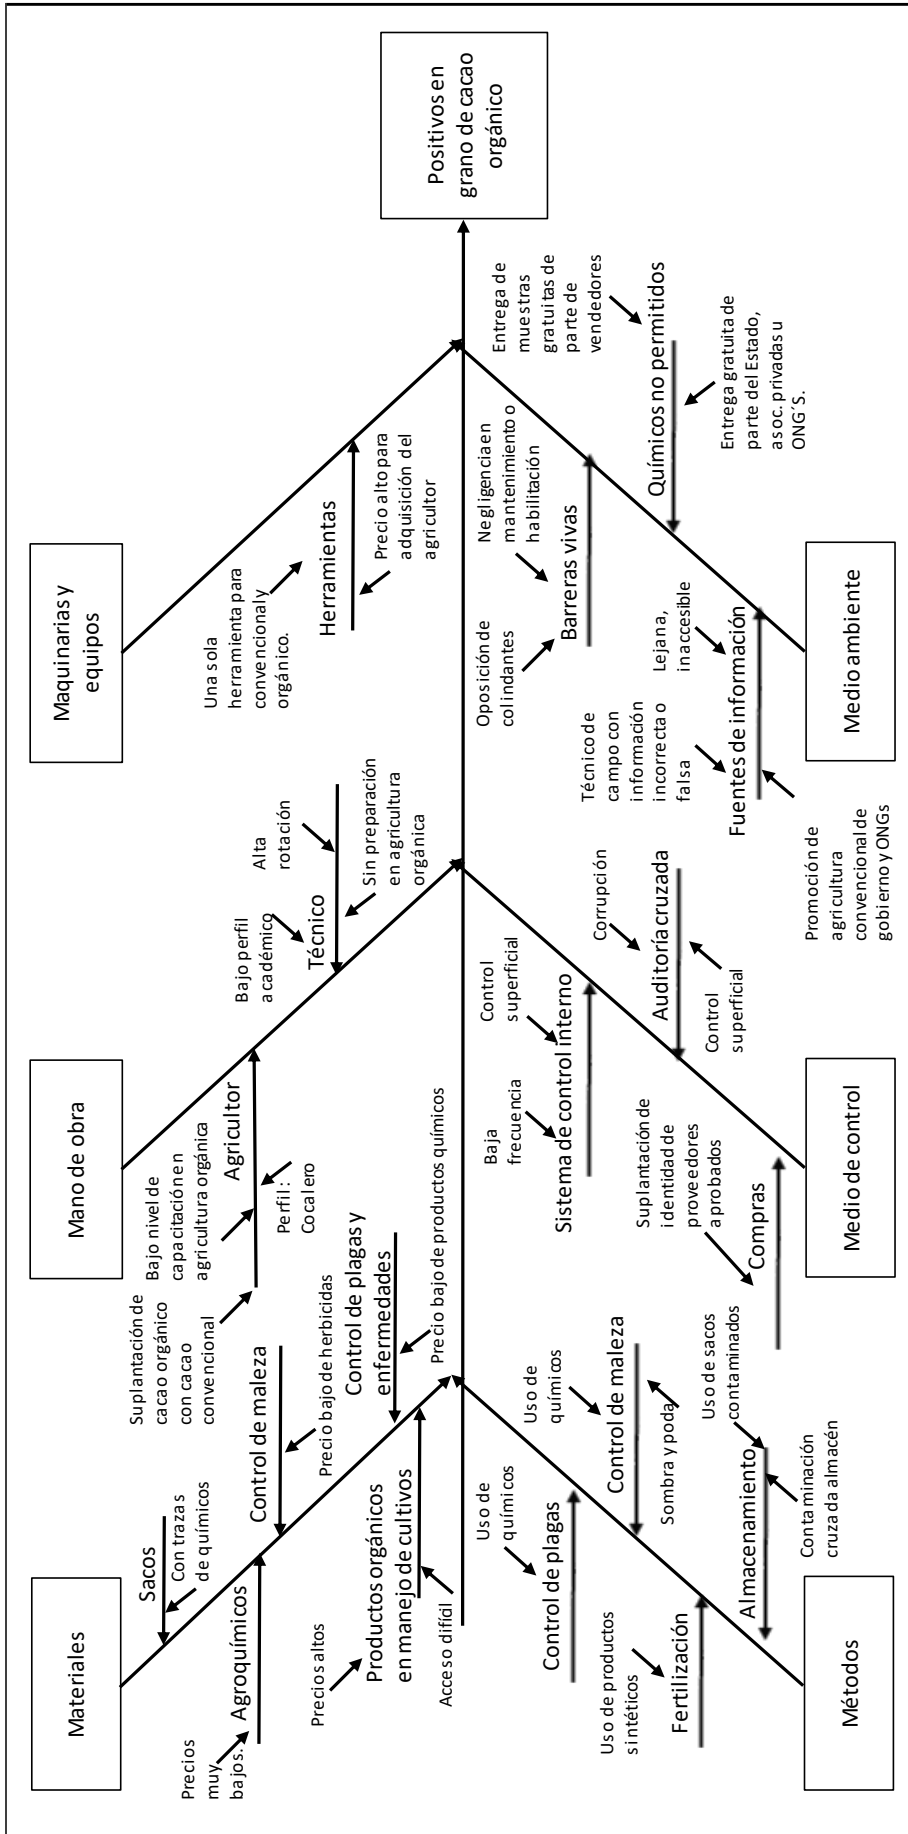 Materiales
Sacos
Con trazas
de químicos
Precios
muy
bajos.
Agroquímicos
Control de maleza
Precio bajo de herbicidas
Precios altos
Productos orgánicos
en manejo de cultivos
Acceso difícil
Control de plagas y
enfermedades
Precio bajo de productos químicos
Mano de obra
Suplantación de
cacao orgánico
con cacao
convencional
Bajo nivel de
capacitación en
agricultura orgánica
Agricultor
Perfil:
Cocalero
Bajo perfil
académico
Alta
rotación
Técnico
Sin preparación
en agricultura
orgánica
Maquinarias y
equipos
Una sola
herramienta para
convencional y
orgánico.
Herramientas
Precio alto para
adquisición del
agricultor
Positivos en
grano de cacao
orgánico
Uso de
químicos
Control de plagas
Uso de productos
sintéticos
Fertilización
Uso de
químicos
Control de maleza
Sombra y poda
Uso de sacos
contaminados
Almacenamiento
Contaminación
cruzada almacén
Métodos
Baja
frecuencia
Control
superficial
Sistema de control interno
Suplantación de
identidad de
proveedores
aprobados
Compras
Corrupción
Auditoría cruzada
Control
superficial
Medio de control
Oposición de
colindantes
Negligencia en
mantenimiento o
habilitación
Barreras vivas
Entrega de
muestras
gratuitas de
parte de
vendedores
Químicos no permitidos
Entrega gratuita de
parte del Estado,
asoc. privadas u
ONG´S.
Técnico de
campo con
información
incorrecta o
falsa
Lejana,
inaccesible
Fuentes de información
Promoción de
agricultura
convencional de
gobierno y ONGs
Medio ambiente